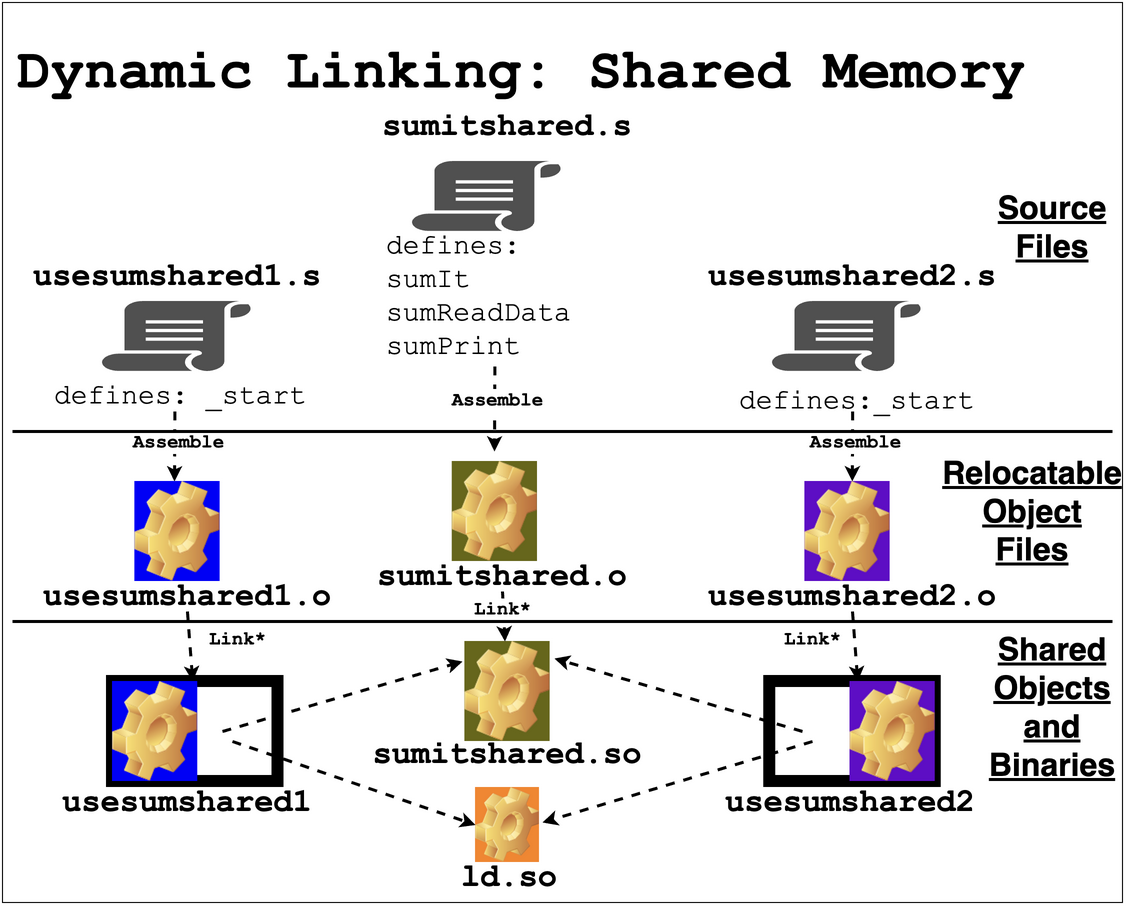 Dynamic Linking: Shared Memory
sumitshared.s
defines:
sumIt
sumReadData
sumPrint
usesumshared1.s
defines: _start
usesumshared2.s
defines:_start
Source
Files
Assemble
Assemble
Assemble
usesumshared1.o
sumitshared.o
usesumshared2.o
Relocatable
Object
Files
Link*
Link*
Link*
usesumshared1
sumitshared.so
usesumshared2
ld.so
Shared
Objects
and
Binaries